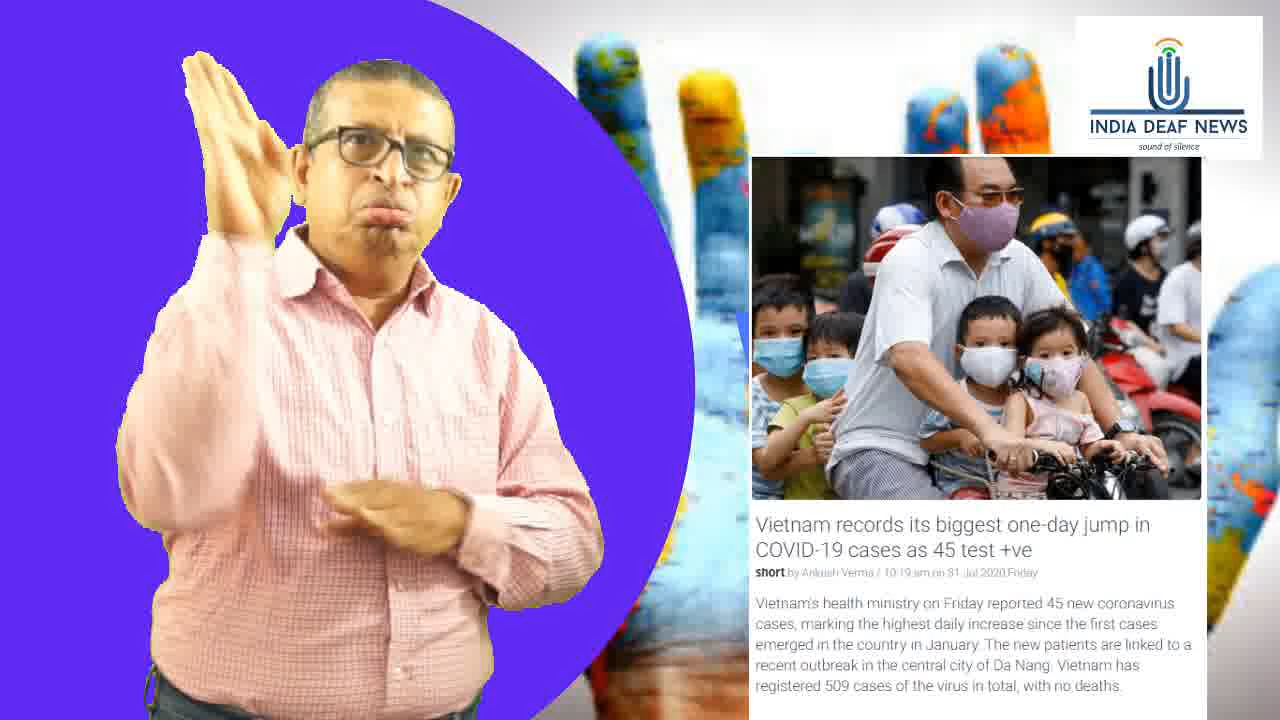 INDIA DEAF NEWS
sound of silence
Vietnam records its biggest one-day jump in
COVID-19 cases as 45 test +ve
short by Ankush Verma / 10:19 am on 31 Jul 2020,Friday
Vietnam's health ministry on Friday reported 45 new coronavirus
cases, marking the highest daily increase since the first cases
emerged in the country in January. The new patients are linked to a
recent outbreak in the central city of Da Nang. Vietnam has
registered 509 cases of the virus in total, with no deaths.